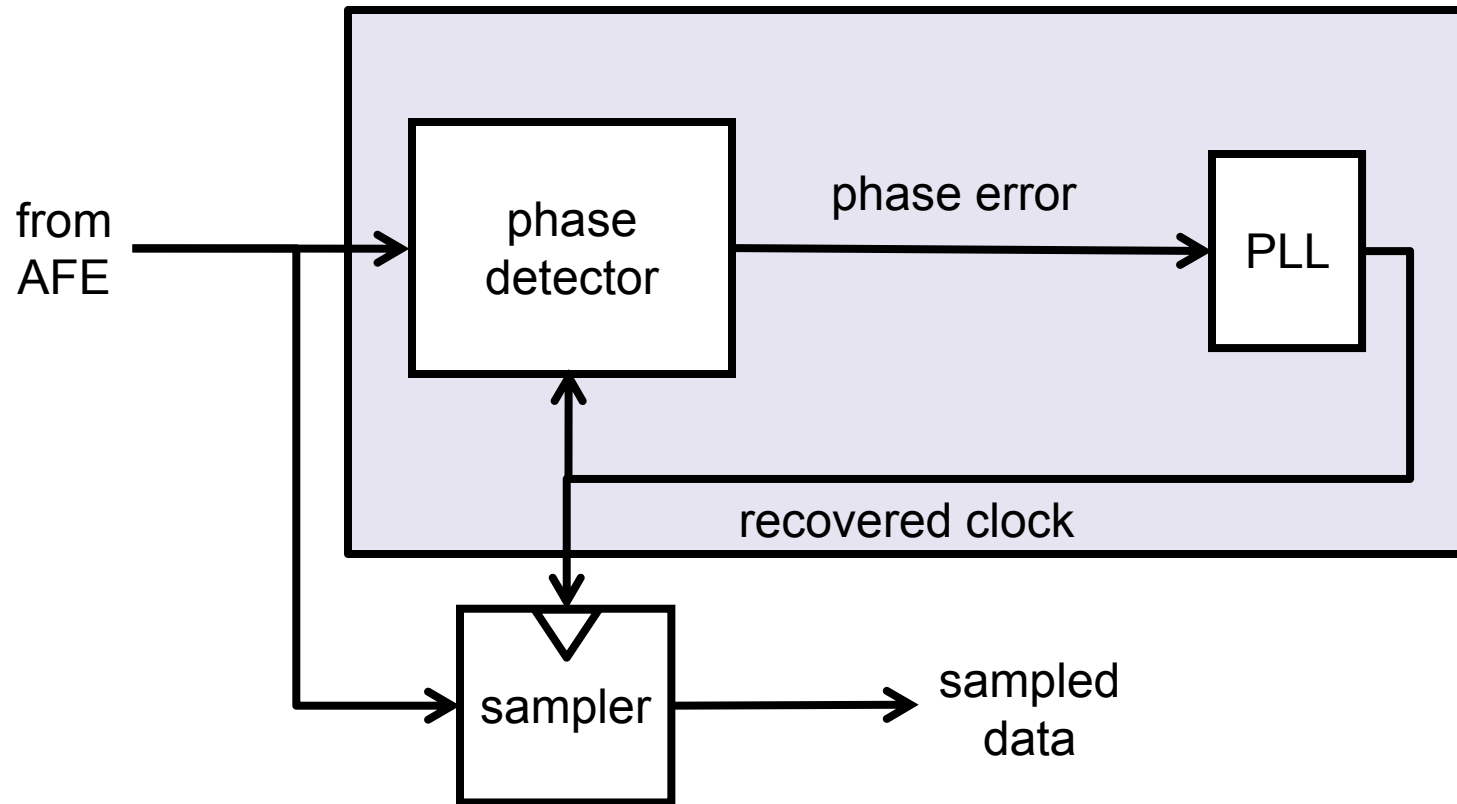 from
AFE
phase
detector
phase error
PLL
recovered clock
sampler
sampled
data